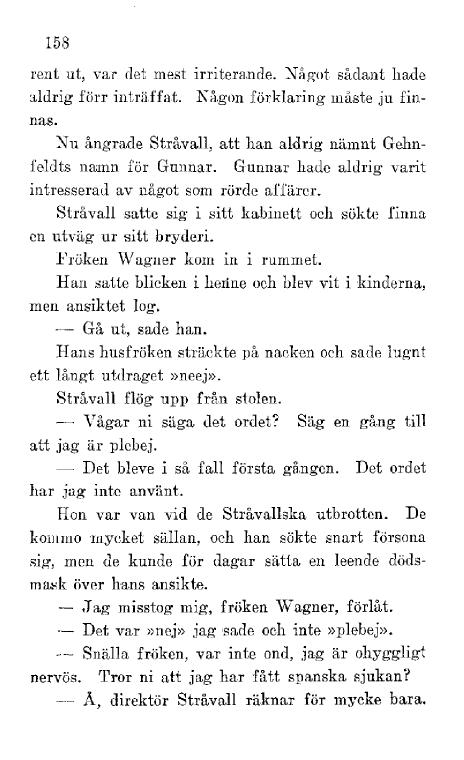 158
rent ut, var det mest irriterande. Något sådant hade
aldrig förr inträffat. Någon förklaring måste ju fin-
nas.
Nu ångrade Stråvall, att han aldrig nämnt Gehn-
feldts namn för Gunnar. Gunnar hade aldrig varit
intresserad av något som rörde affärer.
Stråvall satte sig i sitt kabinett och sökte finna
en utväg ur sitt bryderi.
Fröken Wagner kom in i rummet.
Han satte blicken i henne och blev vit i kinderna,
men ansiktet log.
— Gå ut, sade han.
Hans husfröken sträckte på nacken och sade lugnt
ett långt utdraget »neej».
Stråvall flög upp från stolen.
— Vågar ni säga det ordet? Säg en gång till
att jag är plebej.
— Det bleve i så fall första gången. Det ordet
har jag inte använt.
Hon var van vid de Stråvallska utbrotten. De
kommo mycket sällan, och han sökte snart försona
sig, men de kunde för dagar sätta en leende döds-
mask över hans ansikte.
— Jag misstog mig, fröken Wagner, förlåt.
— Det var »nej» jag sade och inte »plebej».
— Snälla fröken, var inte ond, jag är ohyggligt
nervös. Tror ni att jag har fått spanska sjukan?
— Å, direktör Stråvall räknar för mycke bara.